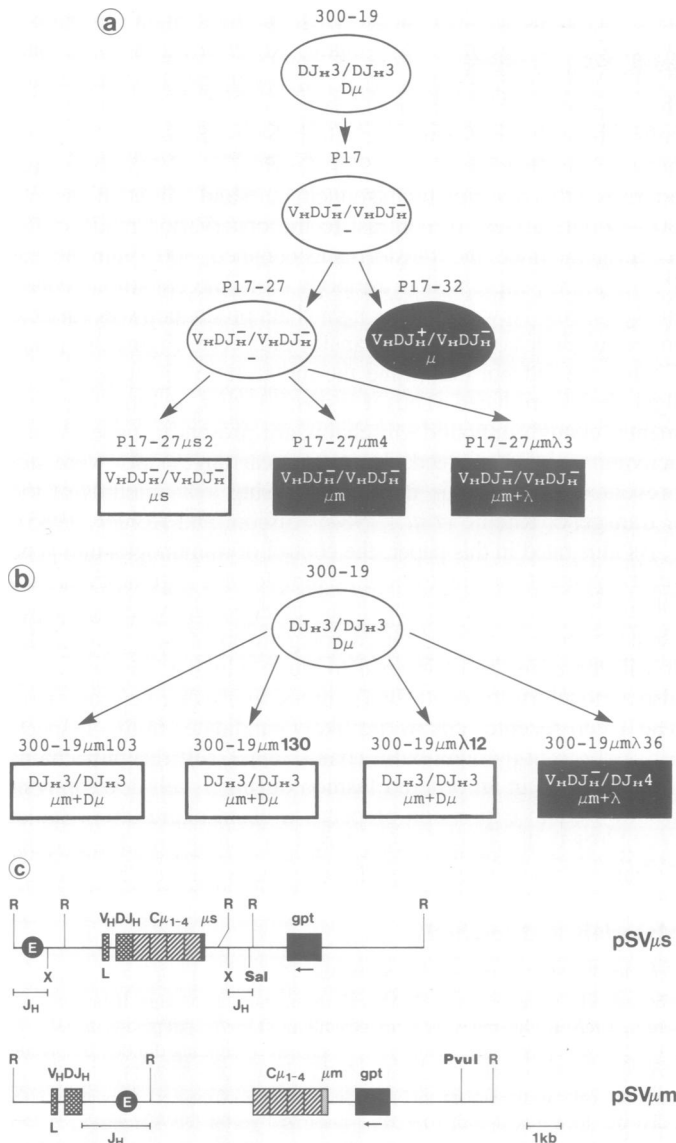 a
300-19
DJH3/DJH3
Dμ
P17
VHDJH⁻/VHDJH⁻
–
P17-27 P17-32
VHDJH⁻/VHDJH⁻ VHDJH⁺/VHDJH⁻
– μ
P17-27μs2 P17-27μm4 P17-27μmλ3
VHDJH⁻/VHDJH⁻ VHDJH⁻/VHDJH⁻ VHDJH⁻/VHDJH⁻
μs μm μm+λ
b
300-19
DJH3/DJH3
Dμ
300-19μm103 300-19μm130 300-19μmλ12 300-19μmλ36
DJH3/DJH3 DJH3/DJH3 DJH3/DJH3 VHDJH⁻/DJH4
μm+Dμ μm+Dμ μm+Dμ μm+λ
c
R R R R R
VHDJH Cμ1-4 μs gpt
E pSVμs
X L X Sal
JH JH
R R PvuI R
VHDJH Cμ1-4 μm gpt
E pSVμm
L
JH 1kb